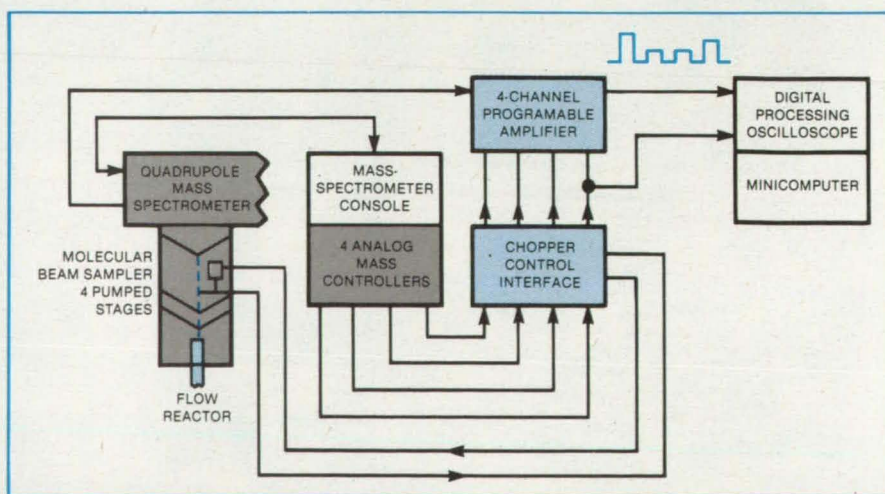 4-CHANNEL
PROGRAMABLE
AMPLIFIER
DIGITAL
PROCESSING
OSCILLOSCOPE
MINICOMPUTER
QUADRUPOLE
MASS
SPECTROMETER
MASS-
SPECTROMETER
CONSOLE
4 ANALOG
MASS
CONTROLLERS
CHOPPER
CONTROL
INTERFACE
MOLECULAR
BEAM SAMPLER
4 PUMPED
STAGES
FLOW
REACTOR